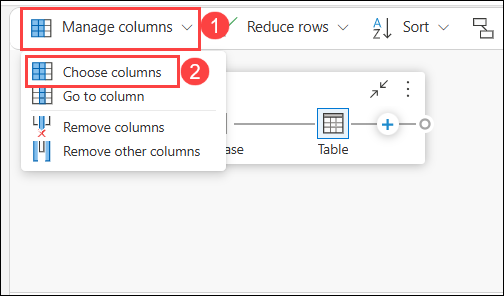 Manage columns 1 Reduce rows A Z Sort
Choose columns 2
Go to column
Remove columns
Remove other columns
ase Table